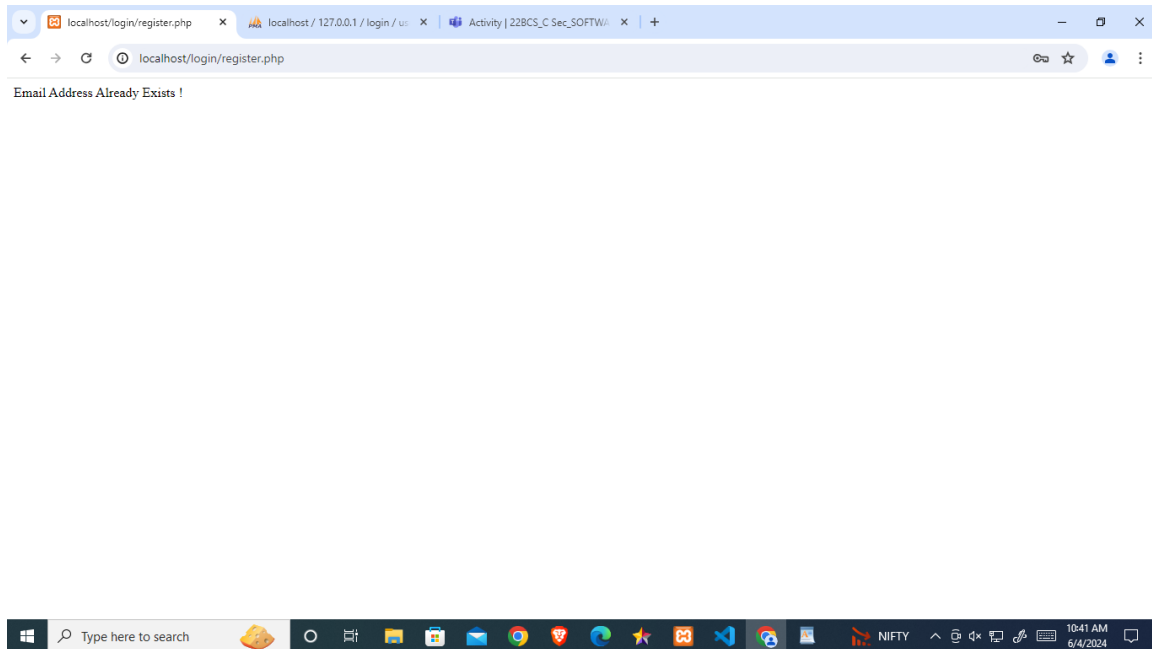 localhost/login/register.php
localhost / 127.0.0.1 / login / us
Activity | 22BCS_C Sec_SOFTWA
localhost/login/register.php
Email Address Already Exists !
Type here to search
NIFTY
10:41 AM
6/4/2024